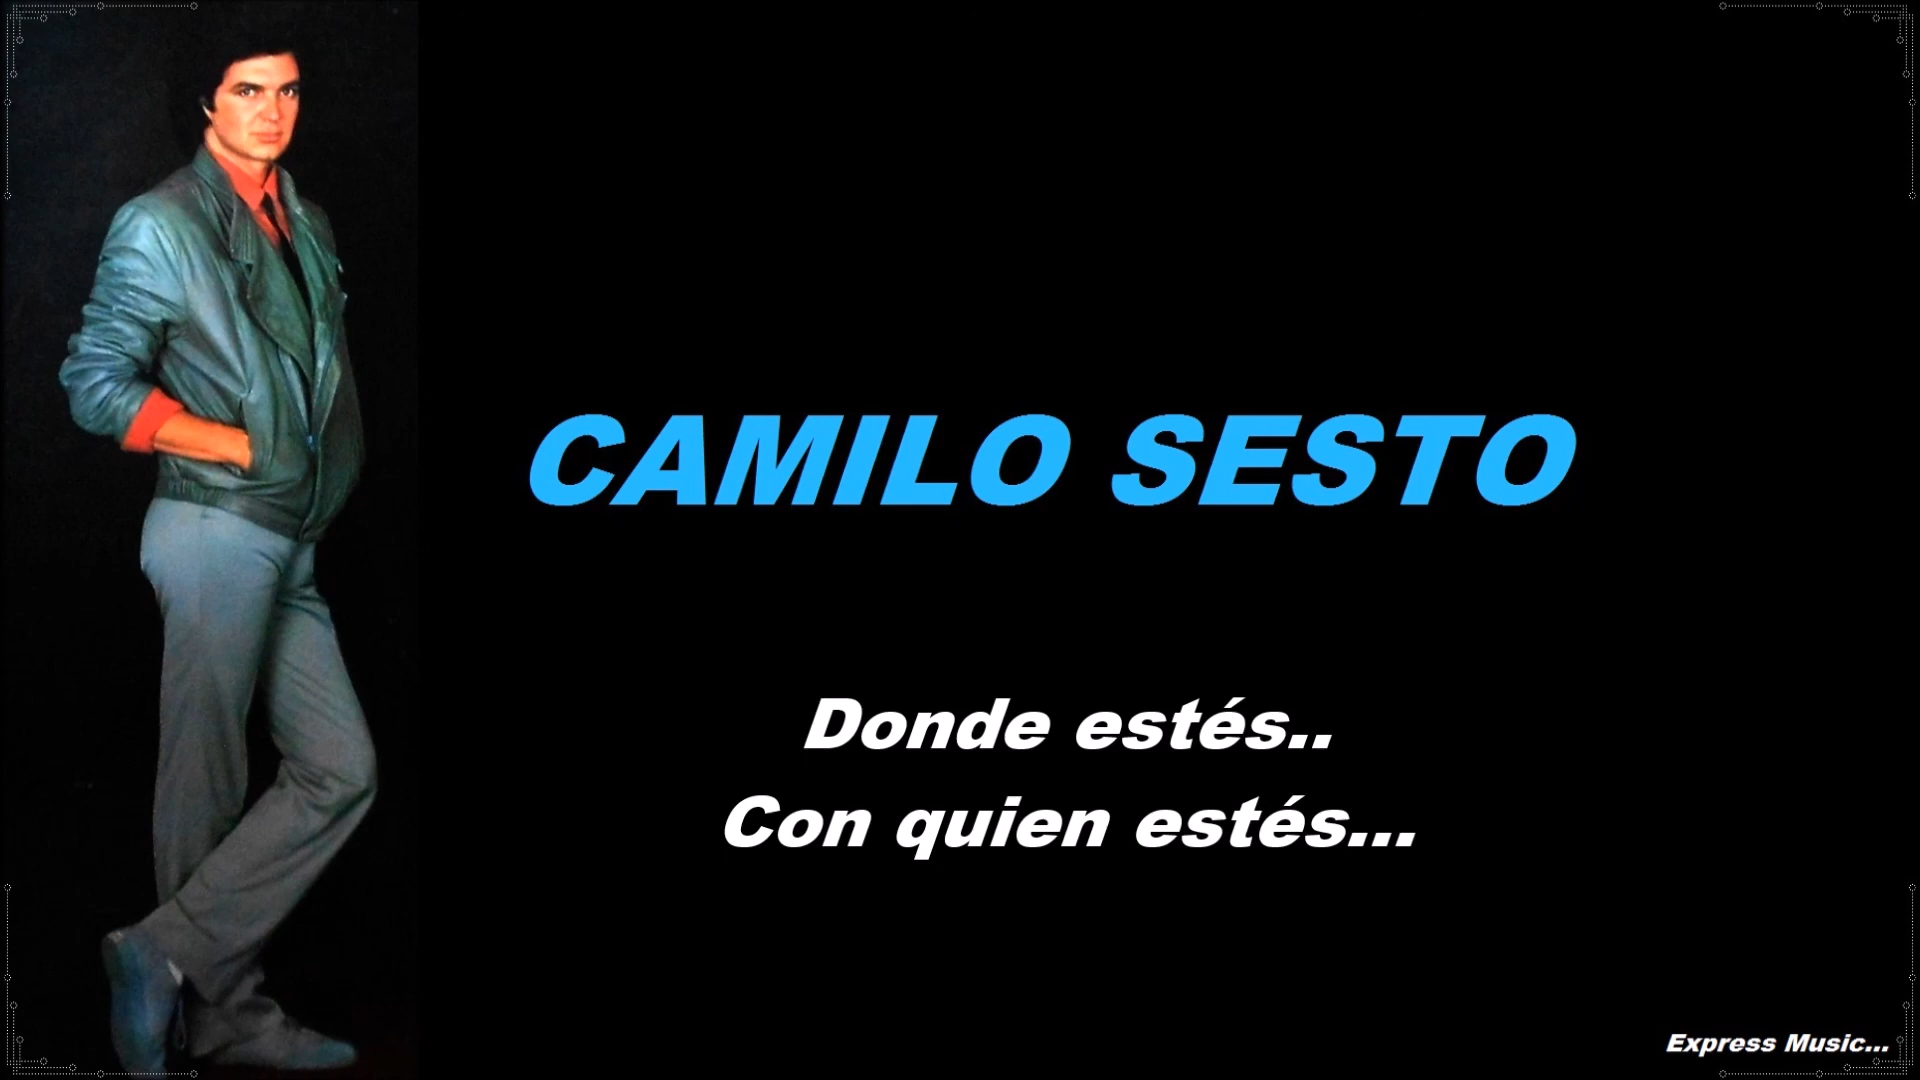 CAMILO SESTO
Donde estés..
Con quien estés...
Express Music...